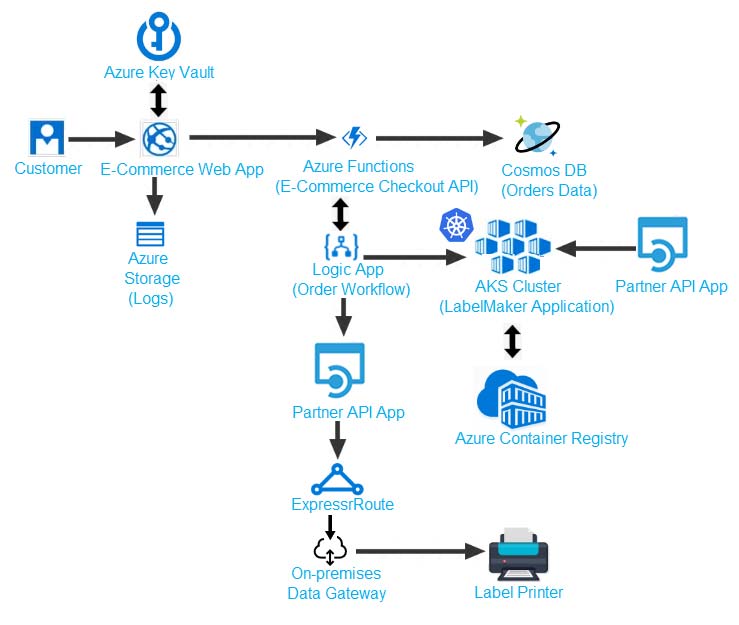 Azure Key Vault
Customer
E-Commerce Web App
Azure Functions
(E-Commerce Checkout API)
Cosmos DB
(Orders Data)
Azure
Storage
(Logs)
Logic App
(Order Workflow)
AKS Cluster
(LabelMaker Application)
Partner API App
Partner API App
Azure Container Registry
ExpressrRoute
On-premises
Data Gateway
Label Printer